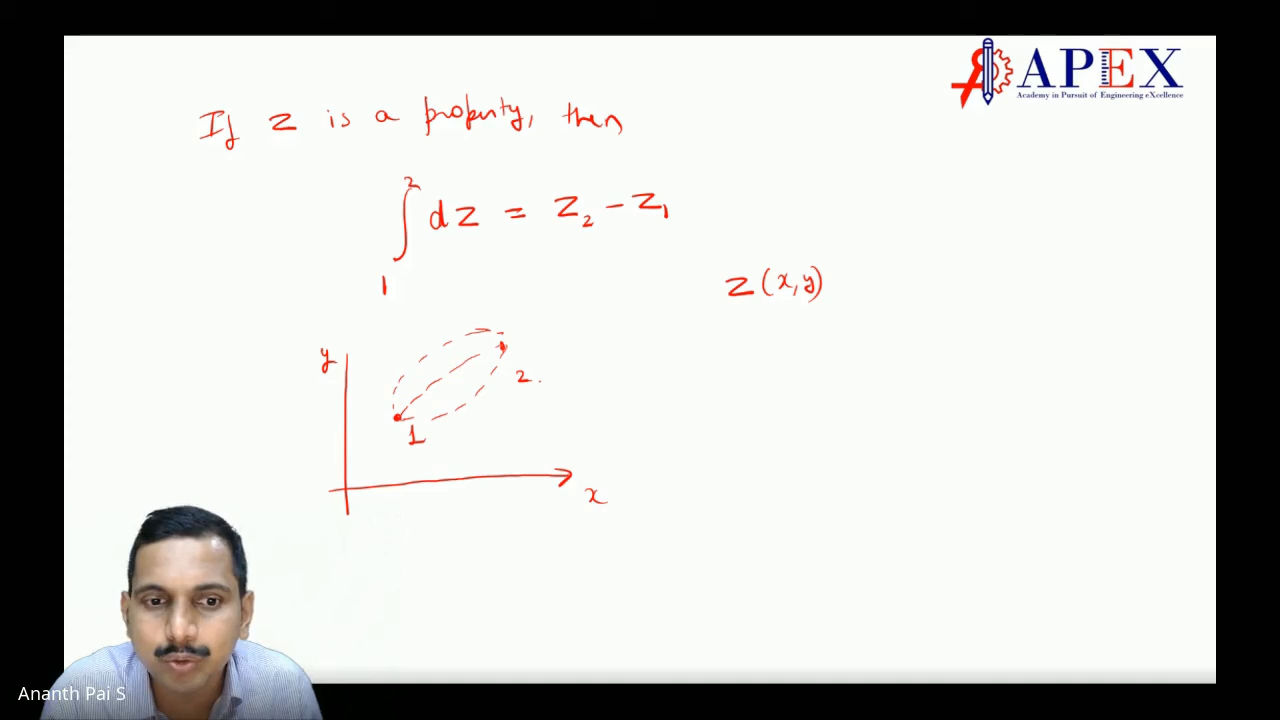 APEX
Academy in Pursuit of Engineering eXcellence
If z is a property, then
∫₁² dz = z₂ - z₁
z(x,y)
y
2.
1
x
Ananth Pai S